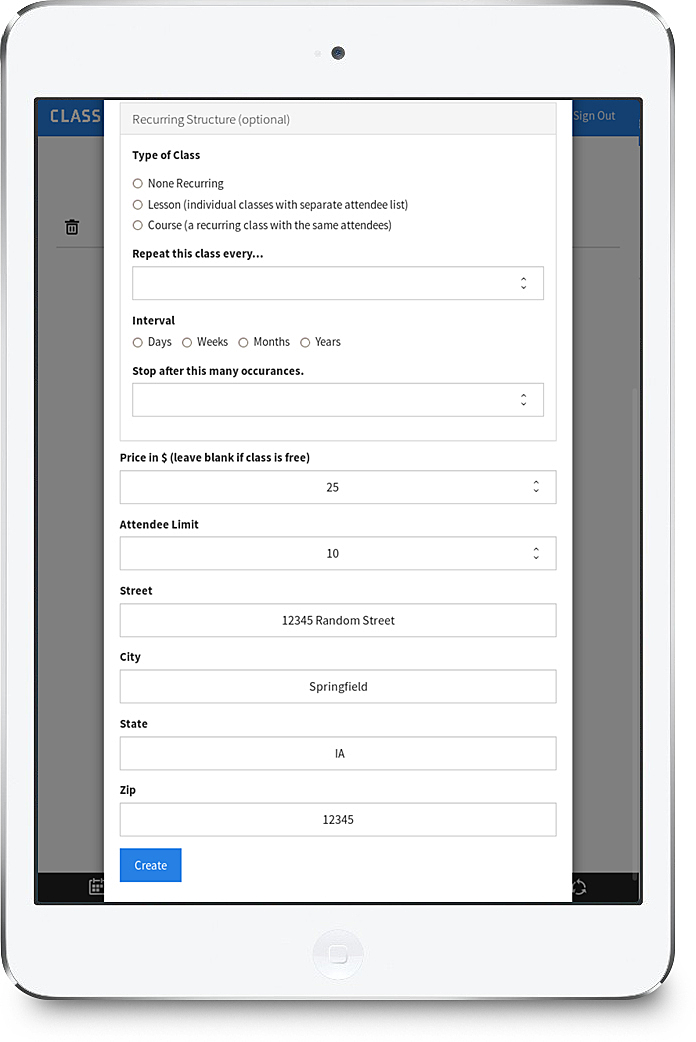 CLASS
Sign Out
Recurring Structure (optional)
Type of Class
None Recurring
Lesson (individual classes with separate attendee list)
Course (a recurring class with the same attendees)
Repeat this class every...
Interval
Days Weeks Months Years
Stop after this many occurances.
Price in $ (leave blank if class is free)
25
Attendee Limit
10
Street
12345 Random Street
City
Springfield
State
IA
Zip
12345
Create